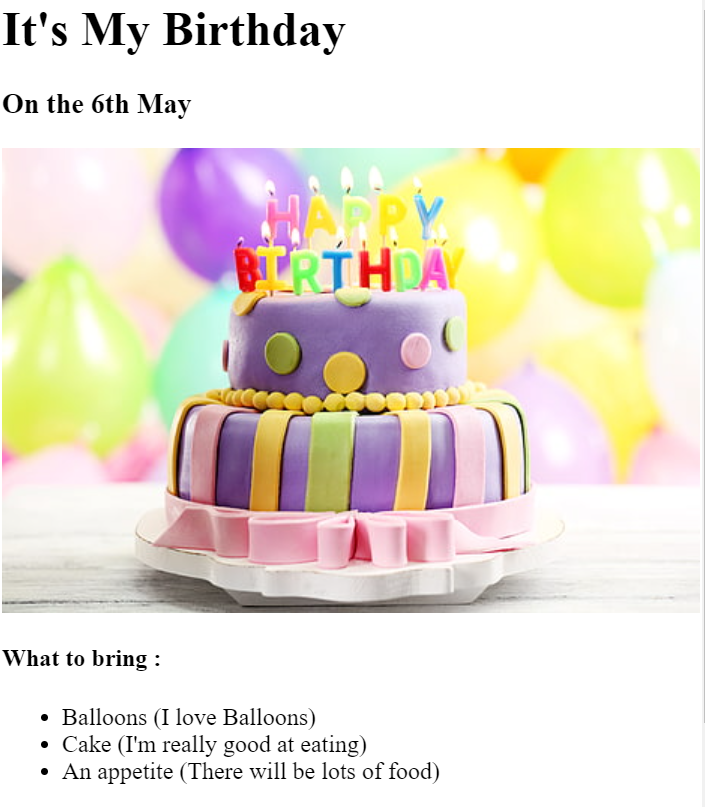 It's My Birthday
On the 6th May
HAPPY
BIRTHDAY
What to bring :
Balloons (I love Balloons)
Cake (I'm really good at eating)
An appetite (There will be lots of food)